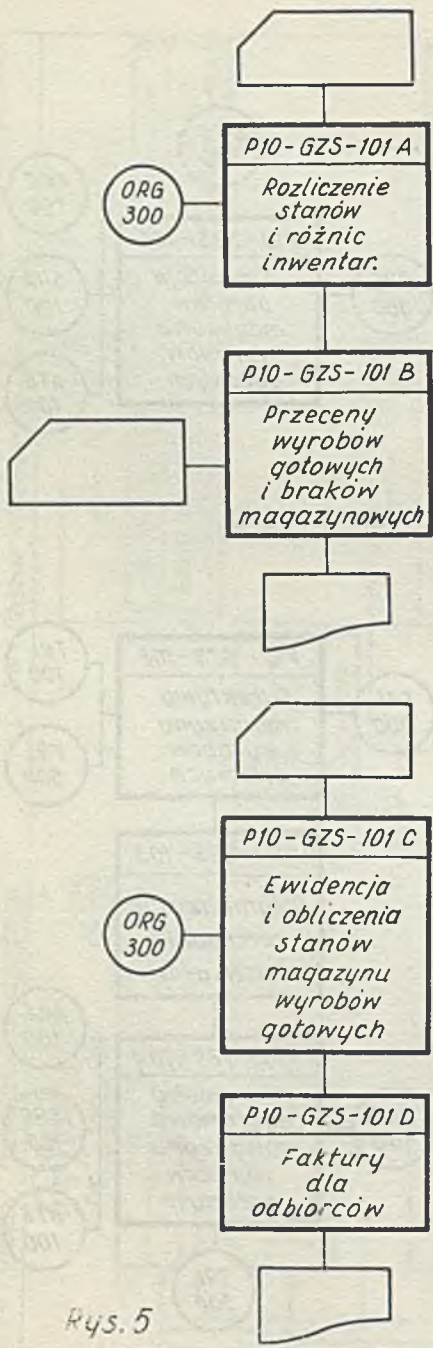 P10-GZS-101 A
ORG
300
Rozliczenie
stanów
i różnic
inwentar.
P10-GZS-101 B
Przeceny
wyrobów
gotowych
i braków
magazynowych
P10-GZS-101 C
ORG
300
Ewidencja
i obliczenia
stanów
magazynu
wyrobów
gotowych
P10-GZS-101 D
Faktury
dla
odbiorców
Rys. 5